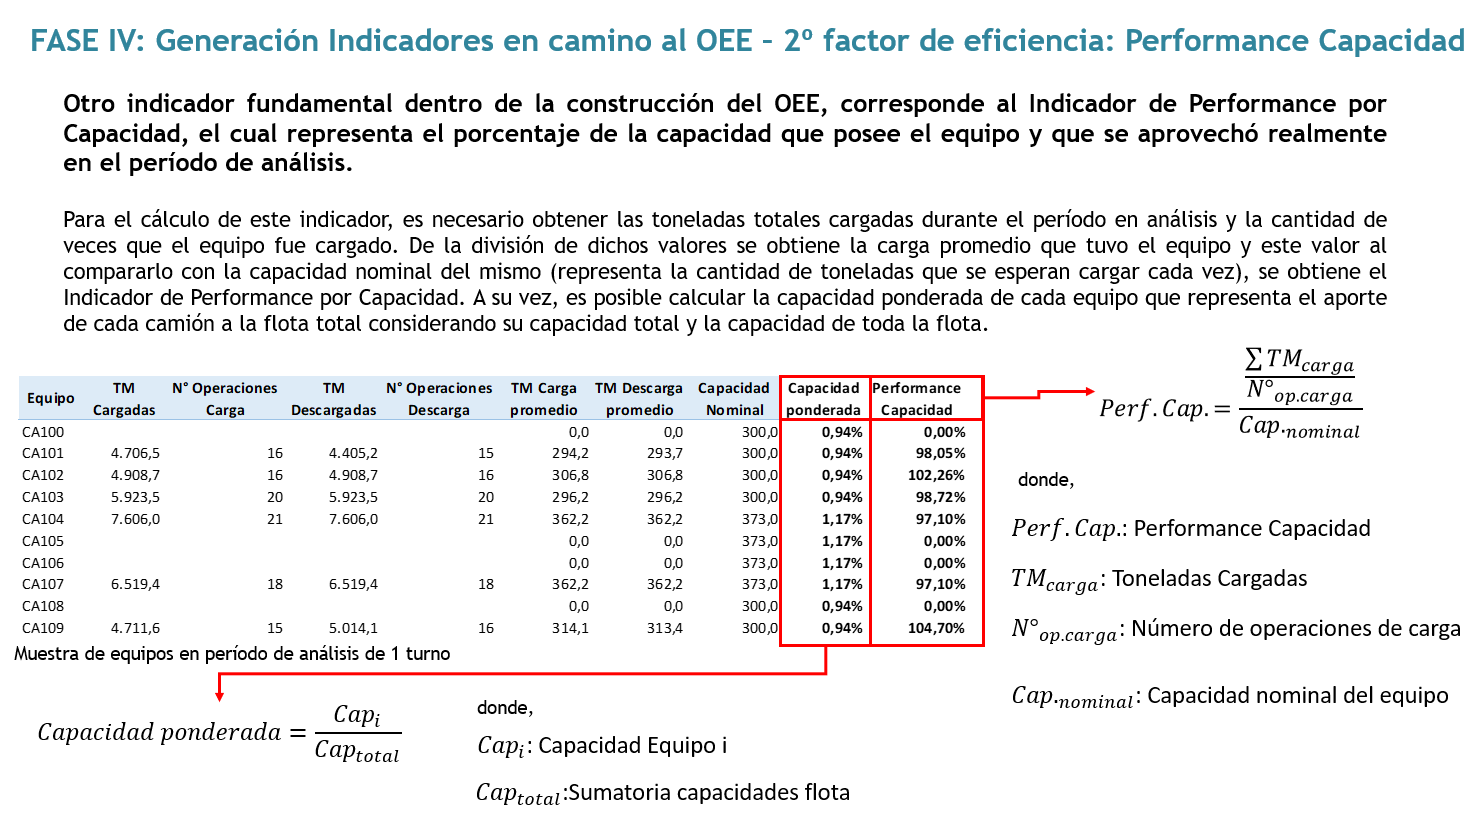 FASE IV: Generación Indicadores en camino al OEE – 2º factor de eficiencia: Performance Capacidad
Otro indicador fundamental dentro de la construcción del OEE, corresponde al Indicador de Performance por
Capacidad, el cual representa el porcentaje de la capacidad que posee el equipo y que se aprovechó realmente
en el período de análisis.
Para el cálculo de este indicador, es necesario obtener las toneladas totales cargadas durante el período en análisis y la cantidad de
veces que el equipo fue cargado. De la división de dichos valores se obtiene la carga promedio que tuvo el equipo y este valor al
compararlo con la capacidad nominal del mismo (representa la cantidad de toneladas que se esperan cargar cada vez), se obtiene el
Indicador de Performance por Capacidad. A su vez, es posible calcular la capacidad ponderada de cada equipo que representa el aporte
de cada camión a la flota total considerando su capacidad total y la capacidad de toda la flota.
Equipo TM Cargadas N° Operaciones Carga TM Descargadas N° Operaciones Descarga TM Carga promedio TM Descarga promedio Capacidad Nominal Capacidad ponderada Performance Capacidad
CA100 0,0 0,0 300,0 0,94% 0,00%
CA101 4.706,5 16 4.405,2 15 294,2 293,7 300,0 0,94% 98,05%
CA102 4.908,7 16 4.908,7 16 306,8 306,8 300,0 0,94% 102,26%
CA103 5.923,5 20 5.923,5 20 296,2 296,2 300,0 0,94% 98,72%
CA104 7.606,0 21 7.606,0 21 362,2 362,2 373,0 1,17% 97,10%
CA105 0,0 0,0 373,0 1,17% 0,00%
CA106 0,0 0,0 373,0 1,17% 0,00%
CA107 6.519,4 18 6.519,4 18 362,2 362,2 373,0 1,17% 97,10%
CA108 0,0 0,0 300,0 0,94% 0,00%
CA109 4.711,6 15 5.014,1 16 314,1 313,4 300,0 0,94% 104,70%
Muestra de equipos en período de análisis de 1 turno
Perf. Cap. = ∑ TM carga / N° op.carga / Cap. nominal
donde,
Perf. Cap.: Performance Capacidad
TM carga: Toneladas Cargadas
N° op.carga: Número de operaciones de carga
Cap. nominal: Capacidad nominal del equipo
Capacidad ponderada = Cap i / Cap total
donde,
Cap i: Capacidad Equipo i
Cap total:Sumatoria capacidades flota